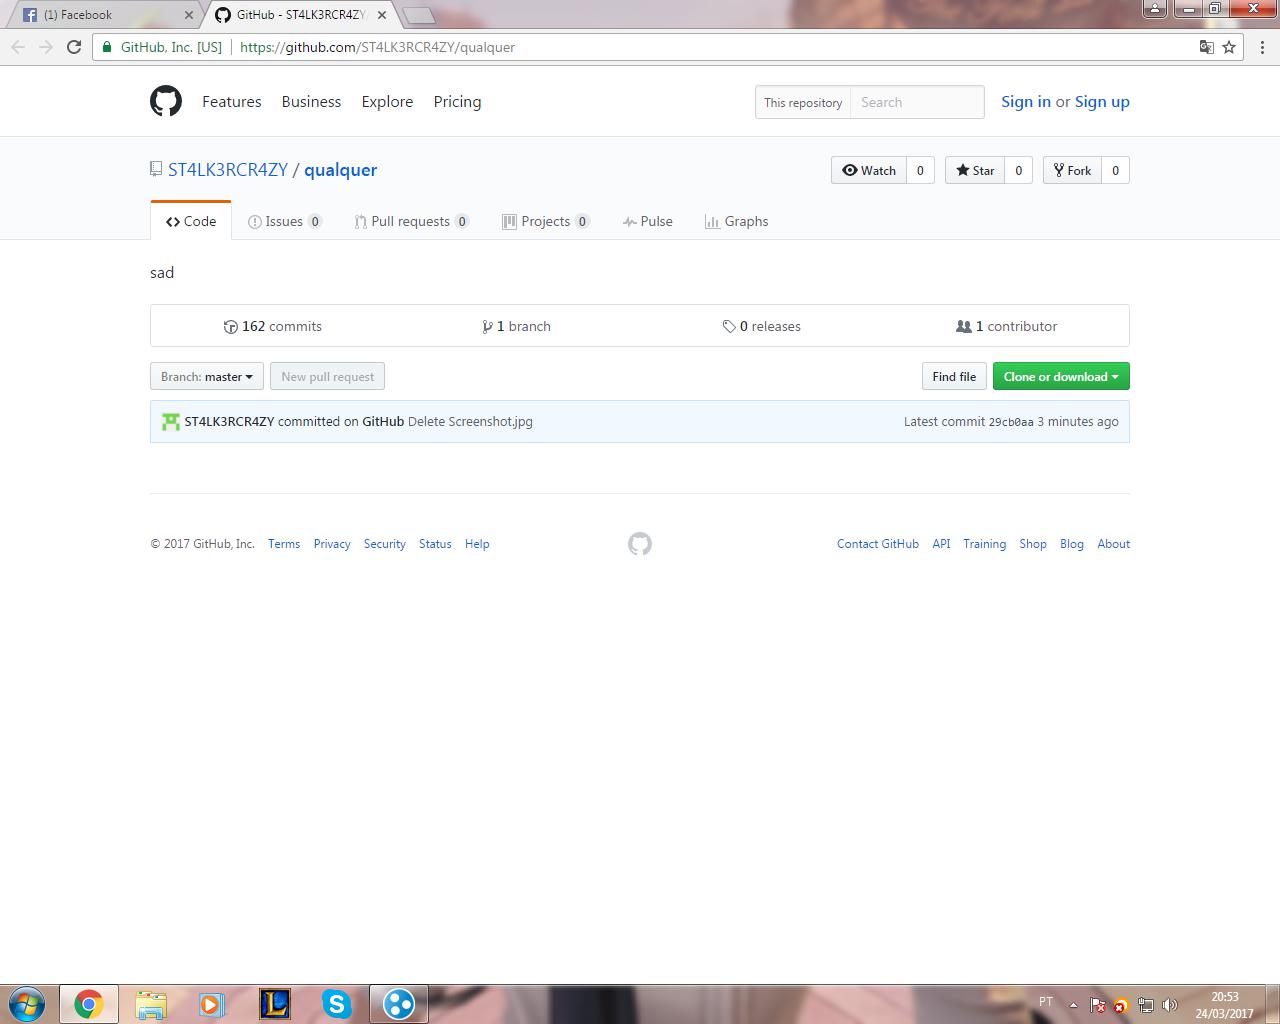 (1) Facebook
GitHub - ST4LK3RCR4ZY
GitHub, Inc. [US] https://github.com/ST4LK3RCR4ZY/qualquer
Features Business Explore Pricing This repository Search Sign in or Sign up
ST4LK3RCR4ZY / qualquer Watch 0 Star 0 Fork 0
Code Issues 0 Pull requests 0 Projects 0 Pulse Graphs
sad
162 commits 1 branch 0 releases 1 contributor
Branch: master New pull request Find file Clone or download
ST4LK3RCR4ZY committed on GitHub Delete Screenshot.jpg Latest commit 29cb0aa 3 minutes ago
© 2017 GitHub, Inc. Terms Privacy Security Status Help Contact GitHub API Training Shop Blog About
PT 20:53
24/03/2017